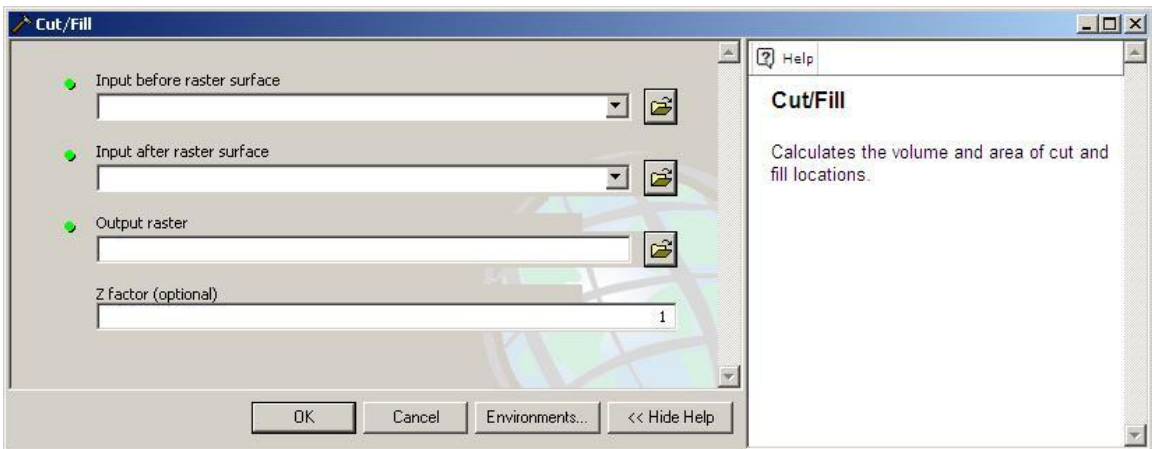 Cut/Fill
Input before raster surface
Input after raster surface
Output raster
Z factor (optional)
1
OK
Cancel
Environments...
<< Hide Help
Help
Cut/Fill
Calculates the volume and area of cut and
fill locations.